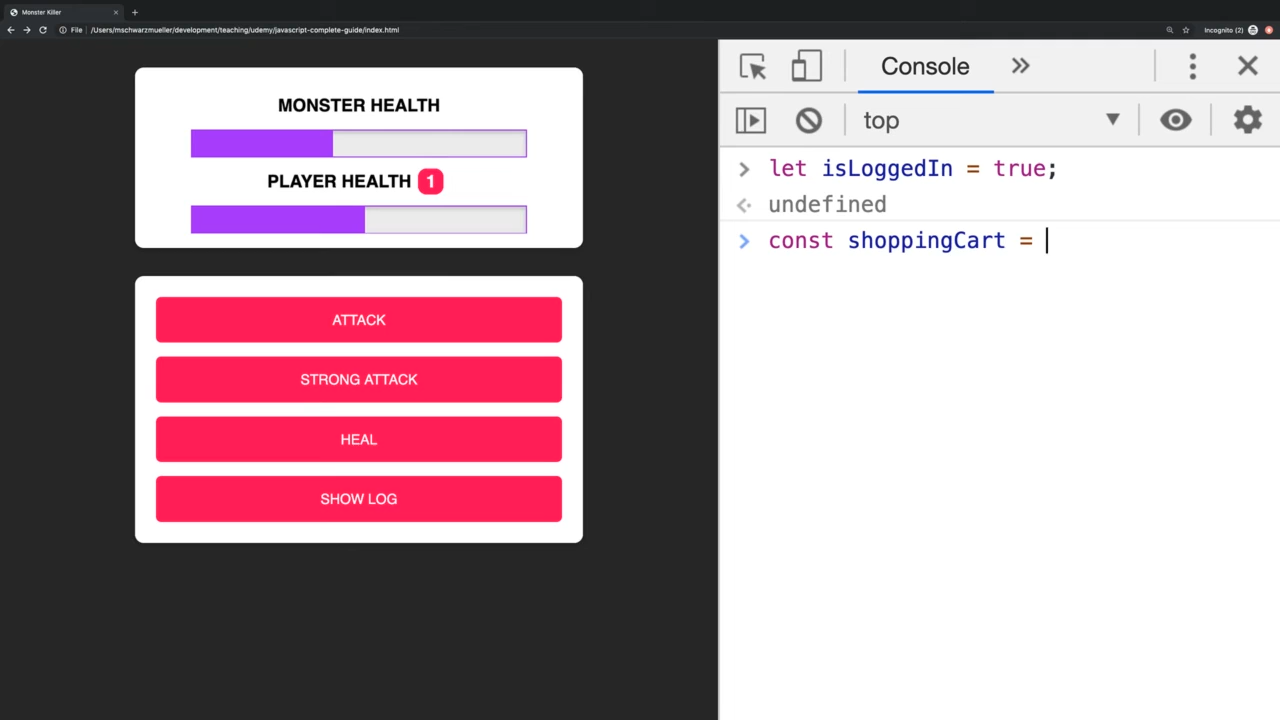 Monster Killer
File
/Users/mschwarzmueller/development/teaching/udemy/javascript-complete-guide/index.html
Incognito (2)
MONSTER HEALTH
PLAYER HEALTH 1
ATTACK
STRONG ATTACK
HEAL
SHOW LOG
Console
top
let isLoggedIn = true;
undefined
const shoppingCart =